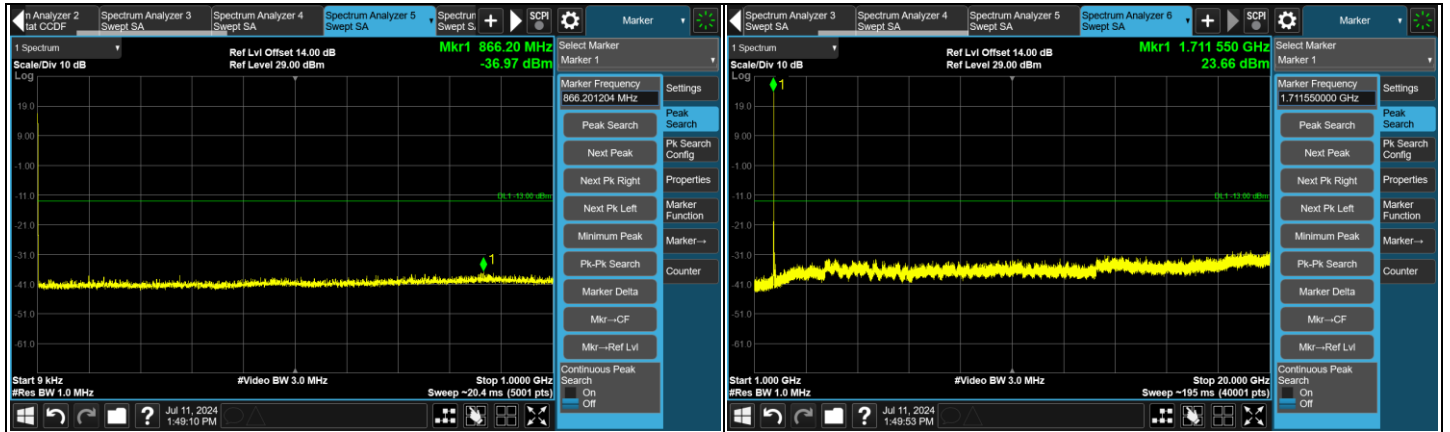 n Analyzer 2
tat CCDF
Spectrum Analyzer 3
Swept SA
Spectrum Analyzer 4
Swept SA
Spectrum Analyzer 5
Swept SA
Spectrun
Swept S
SCPI
Marker
1 Spectrum
Scale/Div 10 dB
Log
Ref Lvl Offset 14.00 dB
Ref Level 29.00 dBm
Mkr1 866.20 MHz
-36.97 dBm
Select Marker
Marker 1
Marker Frequency
866.201204 MHz
Settings
Peak Search
Peak
Search
Next Peak
Pk Search
Config
Next Pk Right
Properties
Next Pk Left
Marker
Function
Minimum Peak
Marker→
Pk-Pk Search
Counter
Marker Delta
Mkr→CF
Mkr→Ref Lvl
Continuous Peak
Search
On
Off
19.0
9.00
-1.00
-11.0
DL1 -13.00 dBm
-21.0
-31.0
1
-41.0
-51.0
-61.0
Start 9 kHz
#Res BW 1.0 MHz
#Video BW 3.0 MHz
Stop 1.0000 GHz
Sweep ~20.4 ms (5001 pts)
?
Jul 11, 2024
1:49:10 PM
Spectrum Analyzer 3
Swept SA
Spectrum Analyzer 4
Swept SA
Spectrum Analyzer 5
Swept SA
Spectrum Analyzer 6
Swept SA
SCPI
Marker
1 Spectrum
Scale/Div 10 dB
Log
Ref Lvl Offset 14.00 dB
Ref Level 29.00 dBm
Mkr1 1.711 550 GHz
23.66 dBm
Select Marker
Marker 1
Marker Frequency
1.711550000 GHz
Settings
Peak Search
Peak
Search
Next Peak
Pk Search
Config
Next Pk Right
Properties
Next Pk Left
Marker
Function
Minimum Peak
Marker→
Pk-Pk Search
Counter
Marker Delta
Mkr→CF
Mkr→Ref Lvl
Continuous Peak
Search
On
Off
1
19.0
9.00
-1.00
-11.0
DL1 -13.00 dBm
-21.0
-31.0
-41.0
-51.0
-61.0
Start 1.000 GHz
#Res BW 1.0 MHz
#Video BW 3.0 MHz
Stop 20.000 GHz
Sweep ~195 ms (40001 pts)
?
Jul 11, 2024
1:49:53 PM